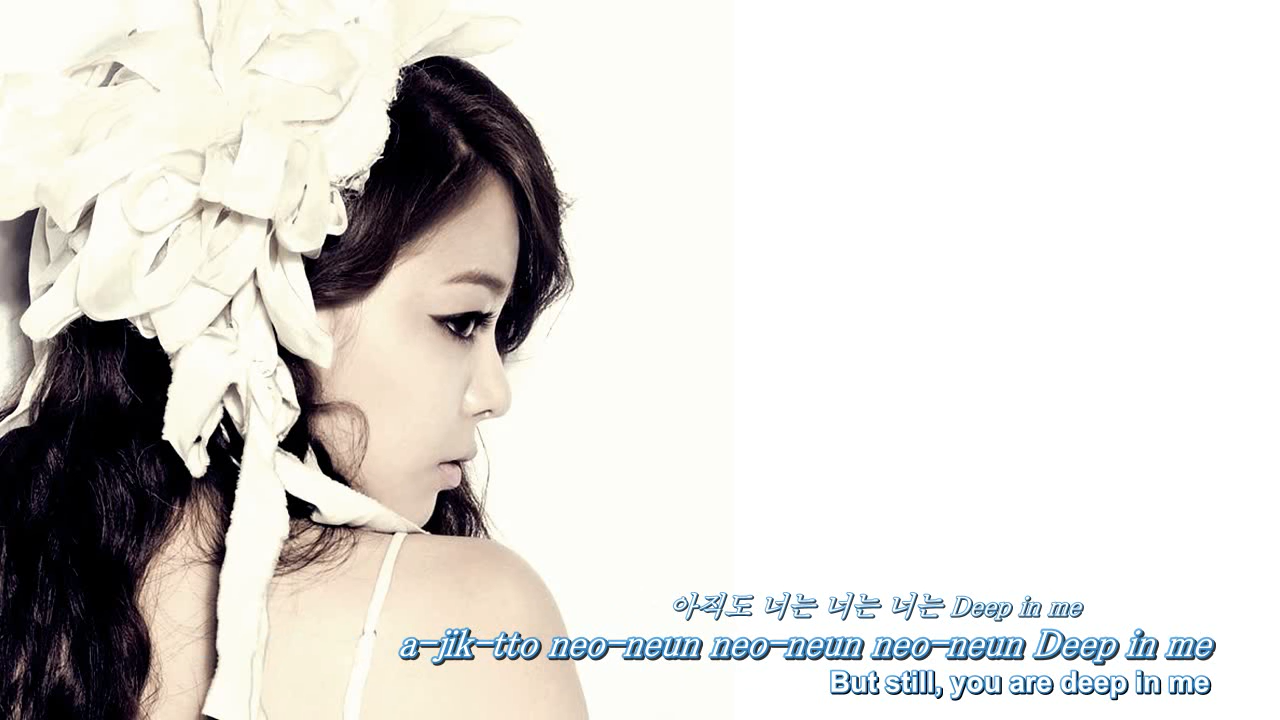 아직도 너는 너는 너는 Deep in me
a-jik-tto neo-neun neo-neun neo-neun Deep in me
But still, you are deep in me